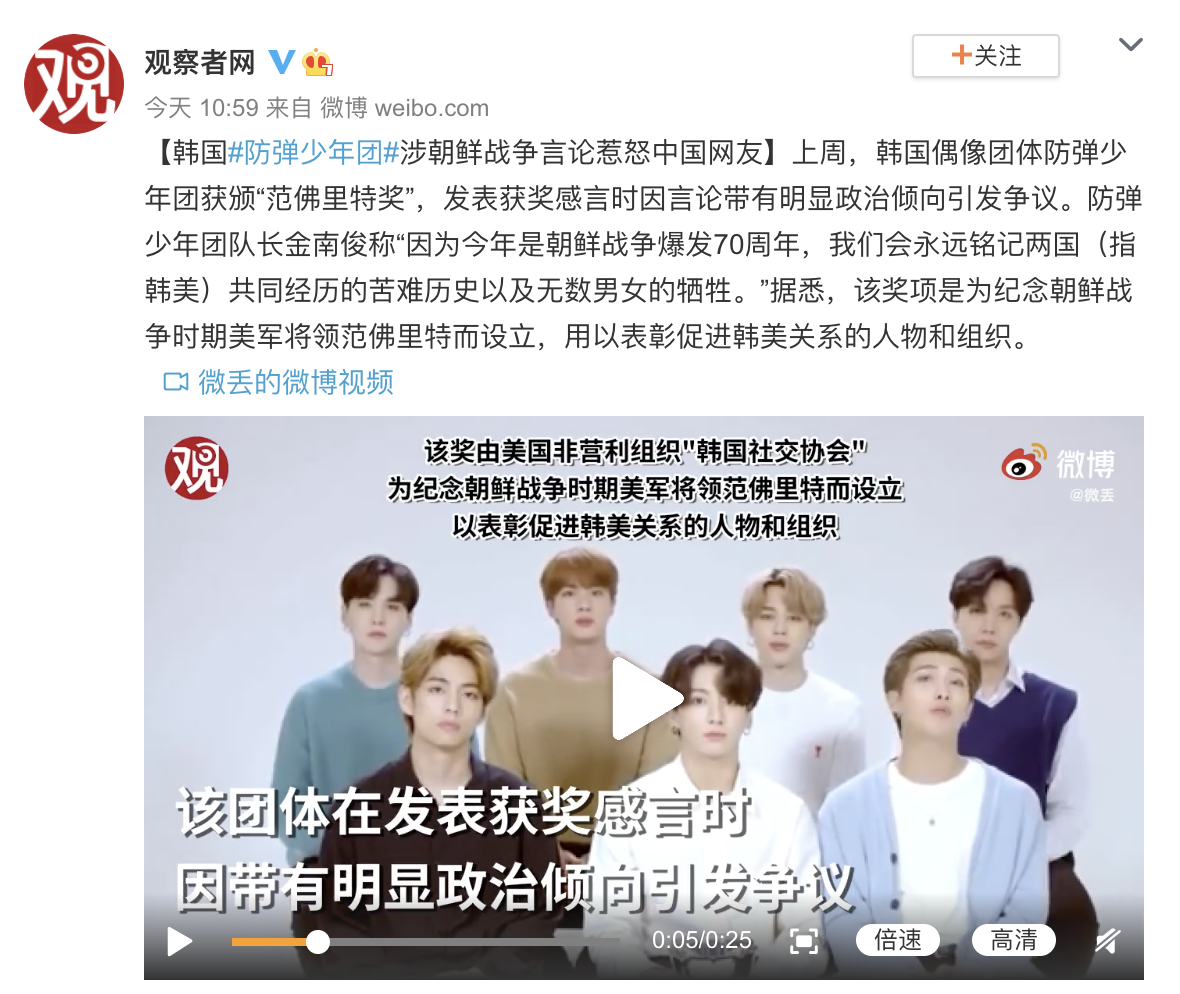 观
观察者网
+关注
今天 10:59 来自 微博 weibo.com
【韩国#防弹少年团#涉朝鲜战争言论惹怒中国网友】上周，韩国偶像团体防弹少
年团获颁“范佛里特奖”，发表获奖感言时因言论带有明显政治倾向引发争议。防弹
少年团队长金南俊称“因为今年是朝鲜战争爆发70周年，我们会永远铭记两国（指
韩美）共同经历的苦难历史以及无数男女的牺牲。”据悉，该奖项是为纪念朝鲜战
争时期美军将领范佛里特而设立，用以表彰促进韩美关系的人物和组织。
微丢的微博视频
观
该奖由美国非营利组织"韩国社交协会"
为纪念朝鲜战争时期美军将领范佛里特而设立
以表彰促进韩美关系的人物和组织
微博
@微丢
该团体在发表获奖感言时
因带有明显政治倾向引发争议
0:05/0:25
倍速
高清